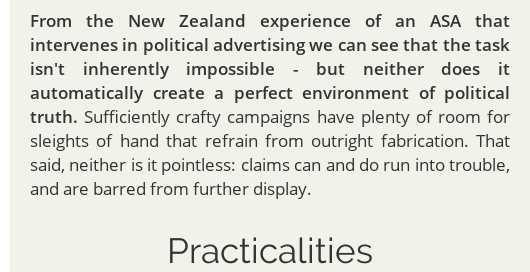 From the New Zealand experience of an ASA that
intervenes in political advertising we can see that the task
isn't inherently impossible - but neither does it
automatically create a perfect environment of political
truth. Sufficiently crafty campaigns have plenty of room for
sleights of hand that refrain from outright fabrication. That
said, neither is it pointless: claims can and do run into trouble,
and are barred from further display.
Practicalities